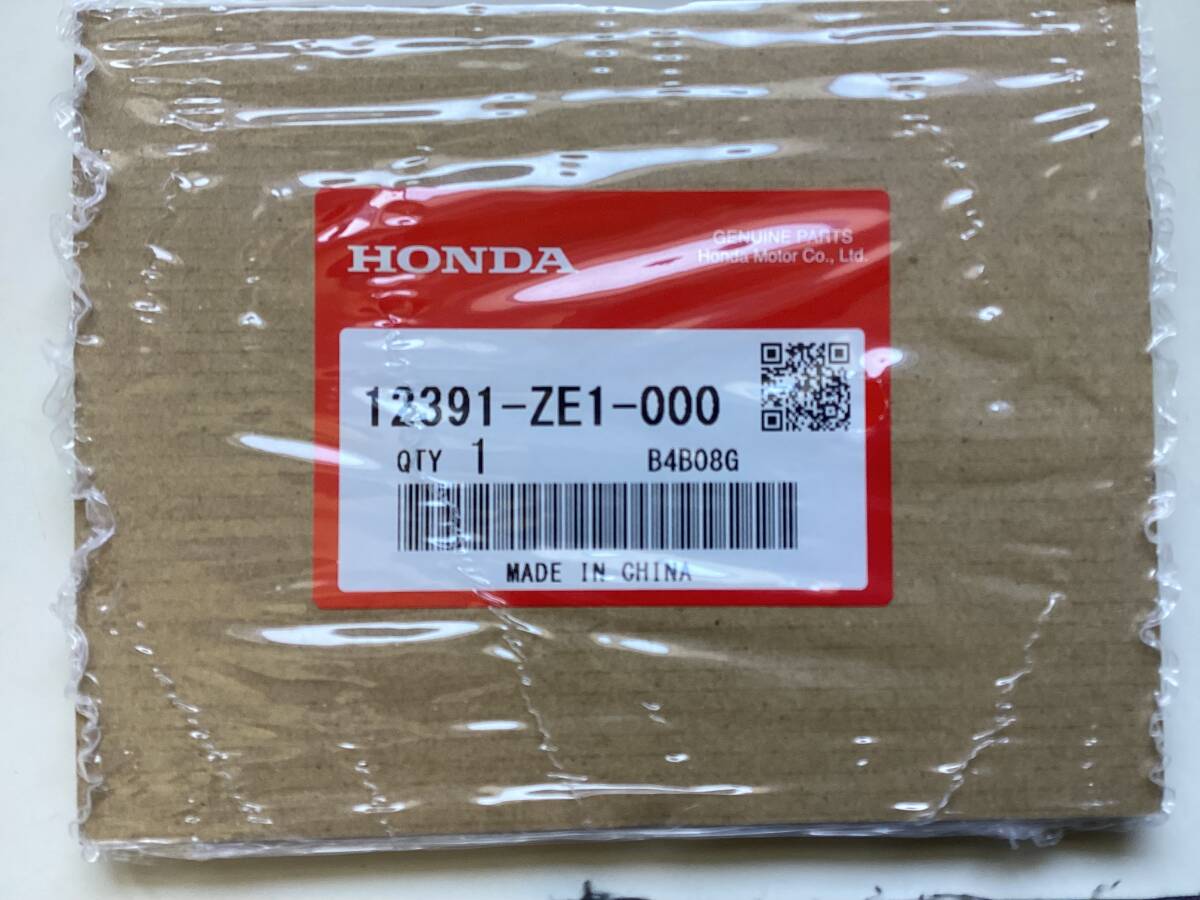 HONDA
GENUINE PARTS
Honda Motor Co., Ltd.
12391-ZE1-000
QTY 1 B4B08G
MADE IN CHINA